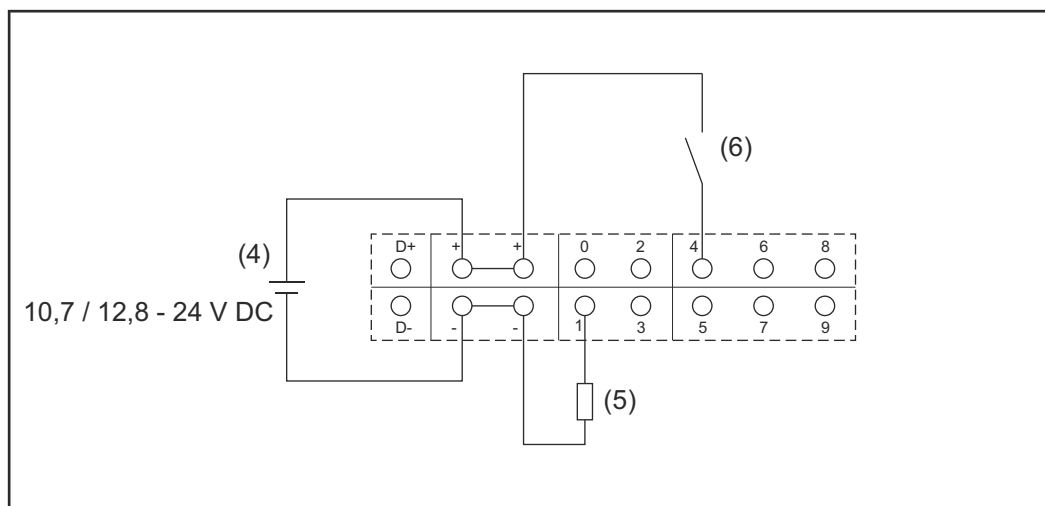 (6)
D+ + + 0 2 4 6 8
(4)
10,7 / 12,8 - 24 V DC
D- - - 1 3 5 7 9
(5)